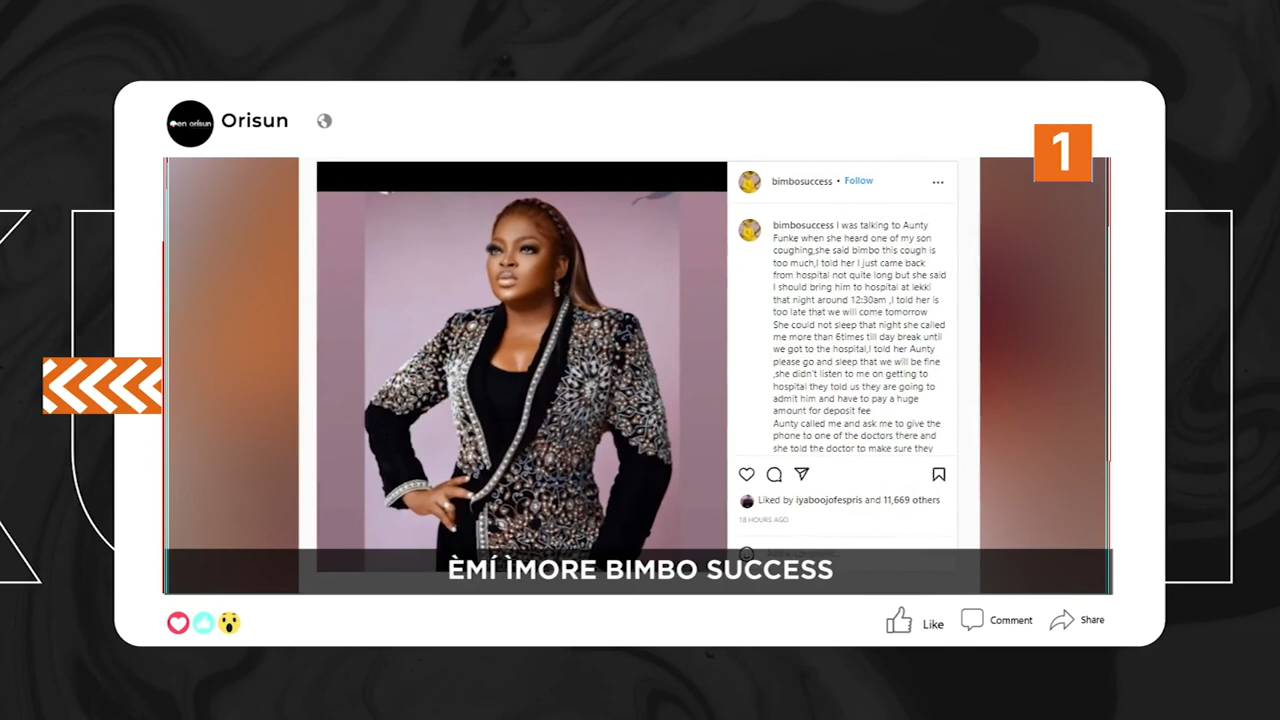 en orisun
Orisun
1
bimbosuccess • Follow
bimbosuccess I was talking to Aunty
Funke when she heard one of my son
coughing,she said bimbo this cough is
too much,I told her I just came back
from hospital not quite long but she said
I should bring him to hospital at lekki
that night around 12:30am ,I told her is
too late that we will come tomorrow
She could not sleep that night she called
me more than 6times till day break until
we got to the hospital,I told her Aunty
please go and sleep that we will be fine
,she didn't listen to me on getting to
hospital they told us they are going to
admit him and have to pay a huge
amount for deposit fee
Aunty called me and ask me to give the
phone to one of the doctors there and
she told the doctor to make sure they
Liked by iyaboojofespris and 11,669 others
18 HOURS AGO
ÈMÍ ÌMORE BIMBO SUCCESS
Like
Comment
Share